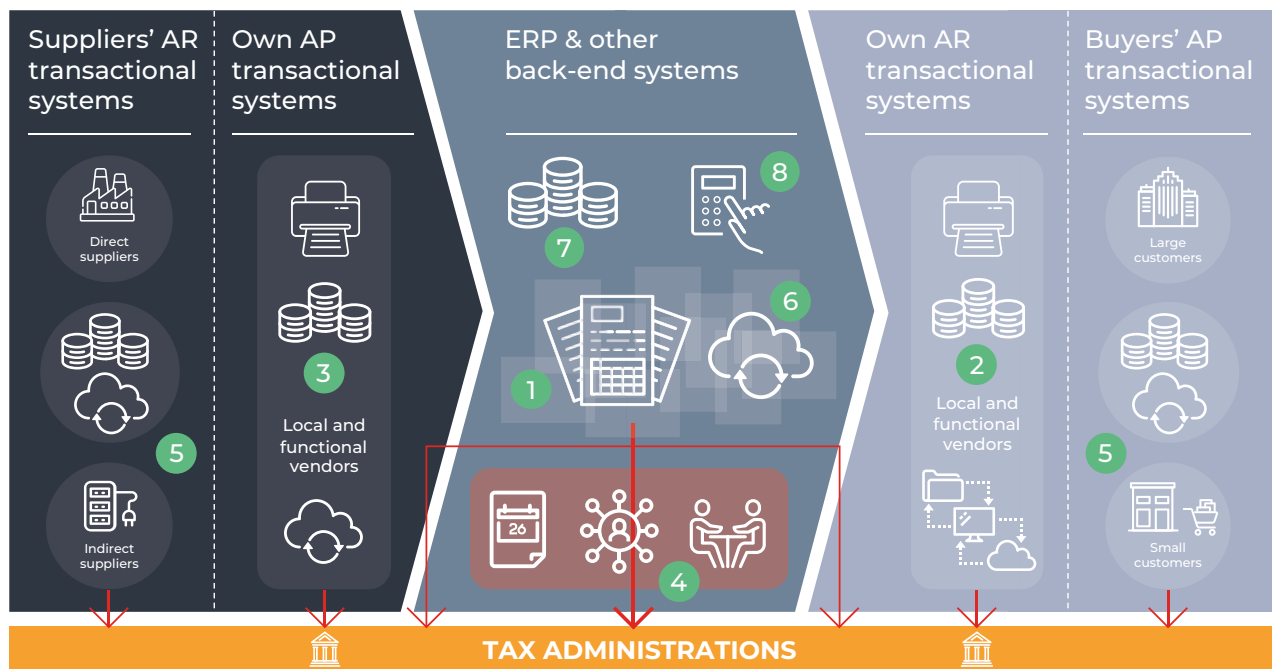 Suppliers’ AR
transactional
systems
Direct
suppliers
5
Indirect
suppliers
Own AP
transactional
systems
3
Local and
functional
vendors
ERP & other
back-end systems
7
8
1
6
26
4
Own AR
transactional
systems
2
Local and
functional
vendors
Buyers’ AP
transactional
systems
Large
customers
5
Small
customers
TAX ADMINISTRATIONS